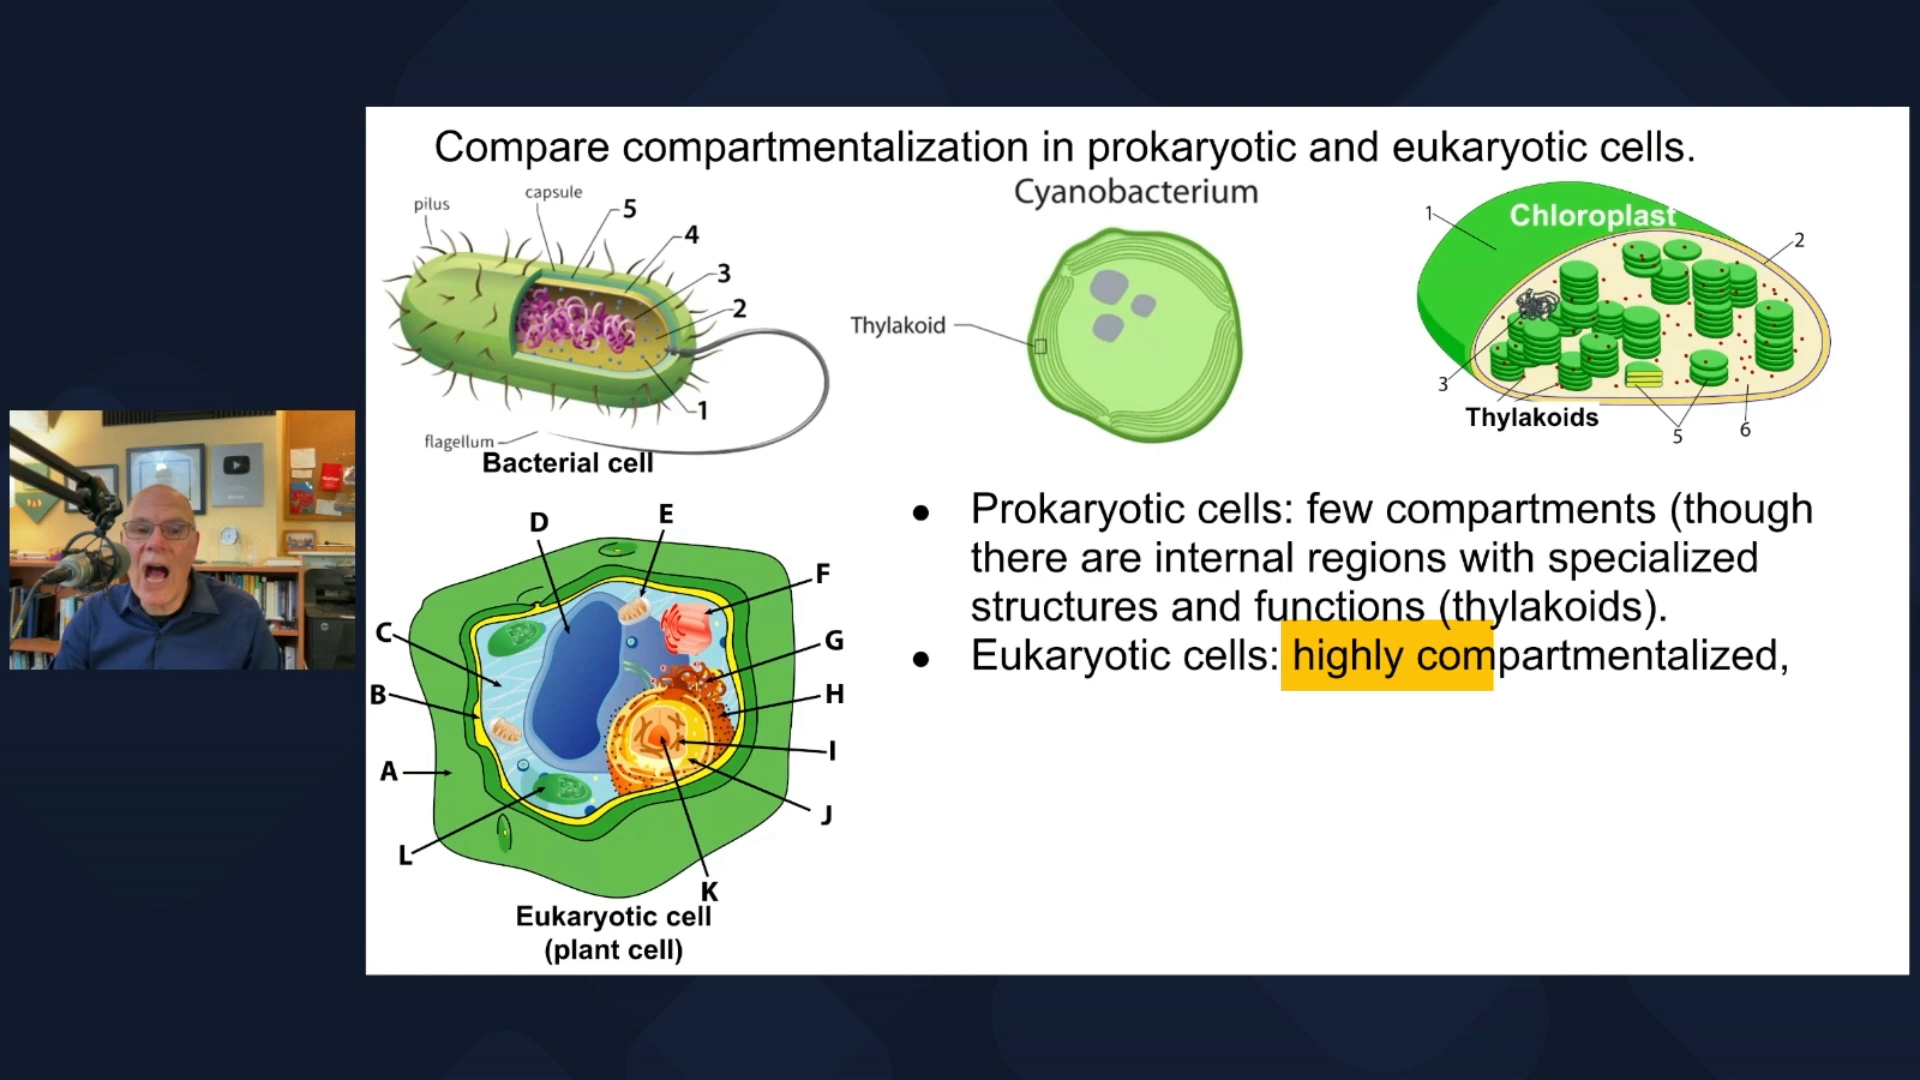 Compare compartmentalization in prokaryotic and eukaryotic cells.
pilus
capsule
5
4
3
2
1
flagellum
Bacterial cell
Cyanobacterium
Thylakoid
Chloroplast
1
2
3
Thylakoids
5
6
D
E
F
C
G
B
H
I
A
J
L
K
Eukaryotic cell
(plant cell)
● Prokaryotic cells: few compartments (though
there are internal regions with specialized
structures and functions (thylakoids).
● Eukaryotic cells: highly compartmentalized,